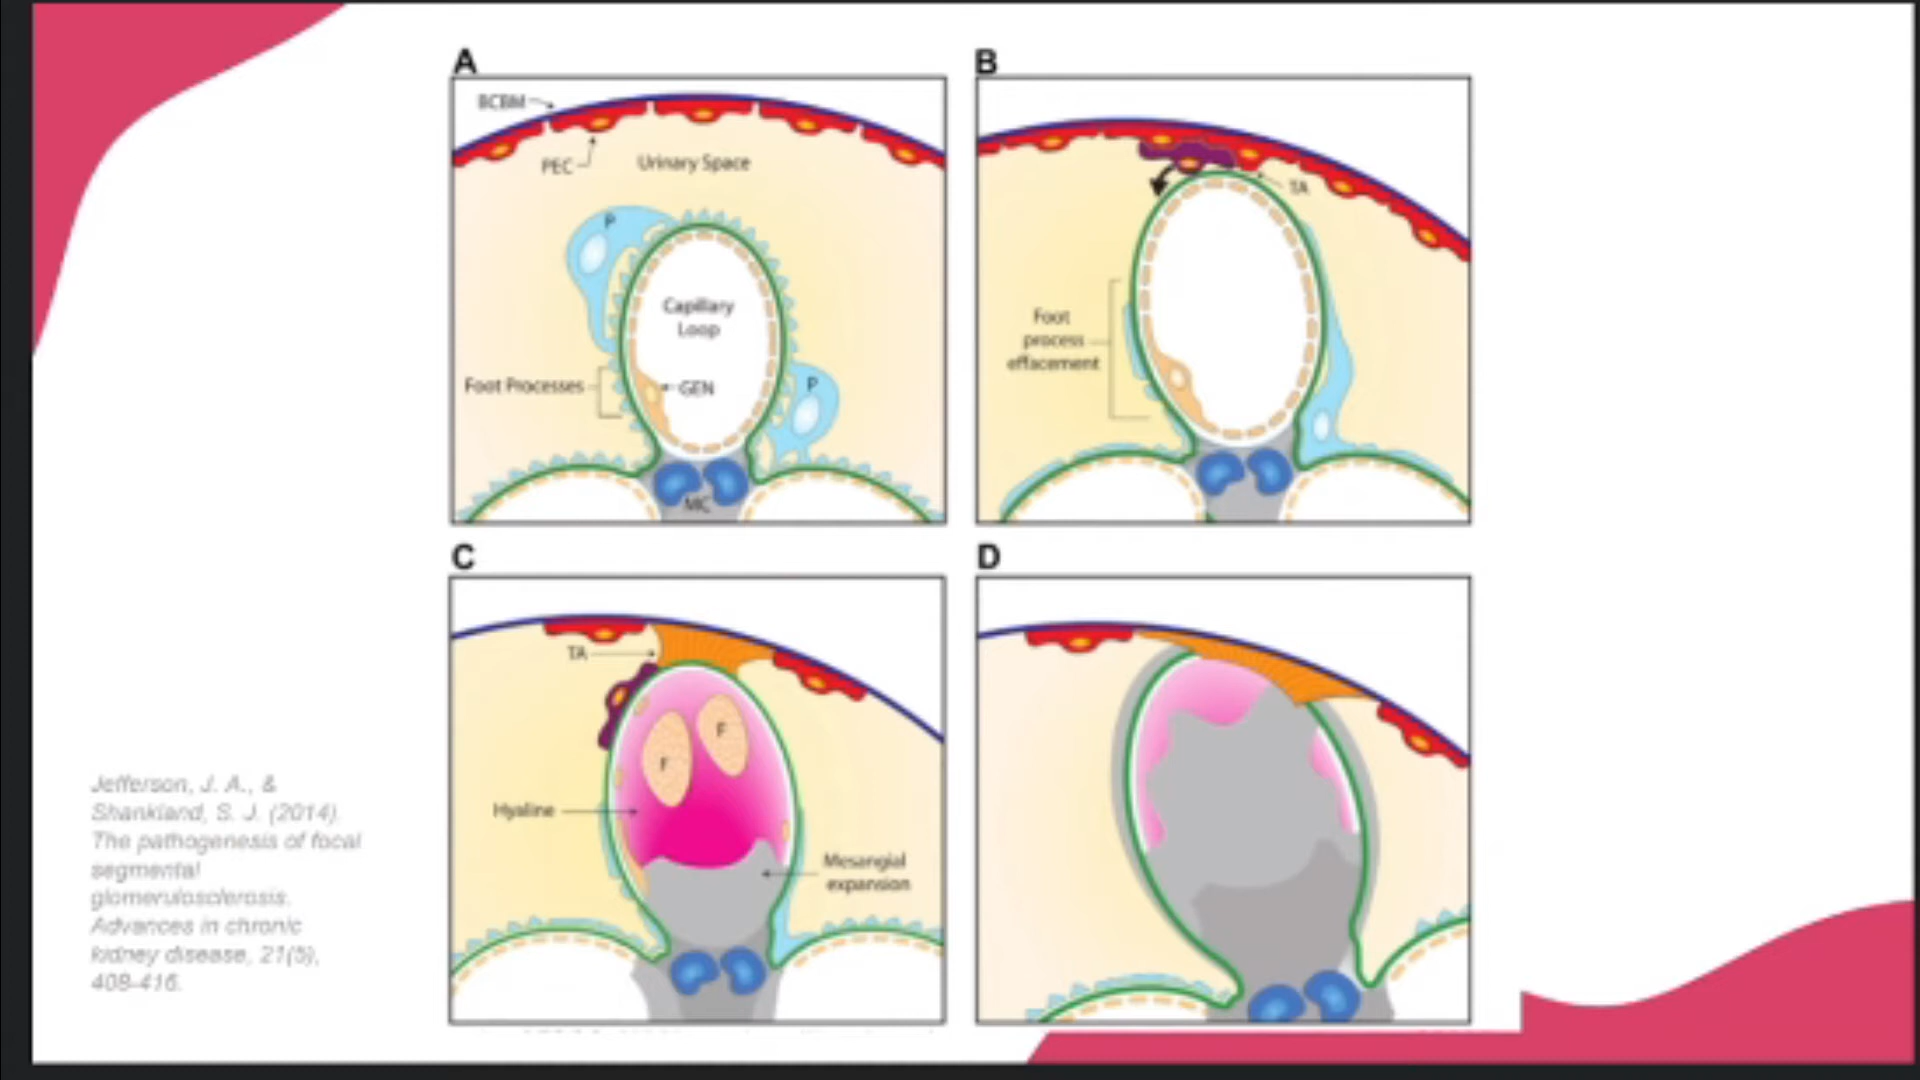 A
BCBM
PEC
Urinary Space
P
Capillary
Loop
Foot Processes
GEN
P
MC
B
TA
Foot
process
effacement
C
TA
F
F
Hyaline
Mesangial
expansion
D
Jefferson, J. A., &
Shankland, S. J. (2014).
The pathogenesis of focal
segmental
glomerulosclerosis.
Advances in chronic
kidney disease, 21(5),
408-416.